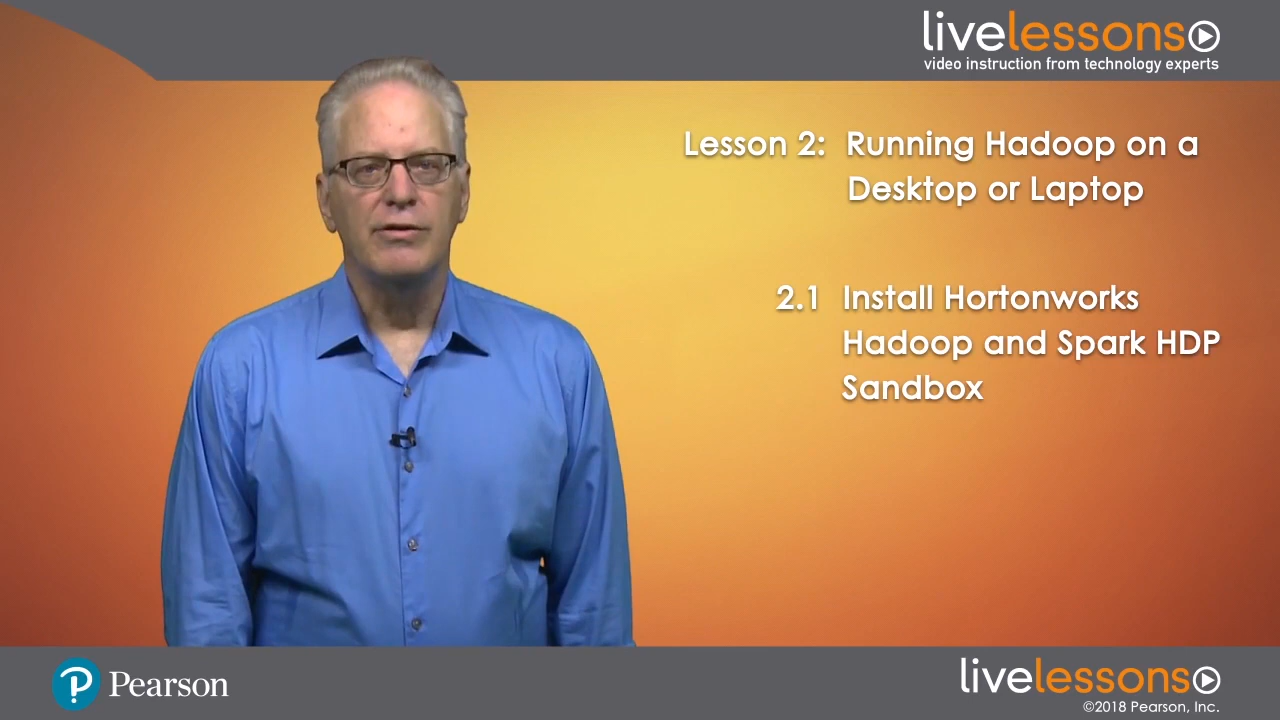 livelessons
video instruction from technology experts
Lesson 2: Running Hadoop on a
Desktop or Laptop
2.1 Install Hortonworks
Hadoop and Spark HDP
Sandbox
Pearson
livelessons
©2018 Pearson, Inc.